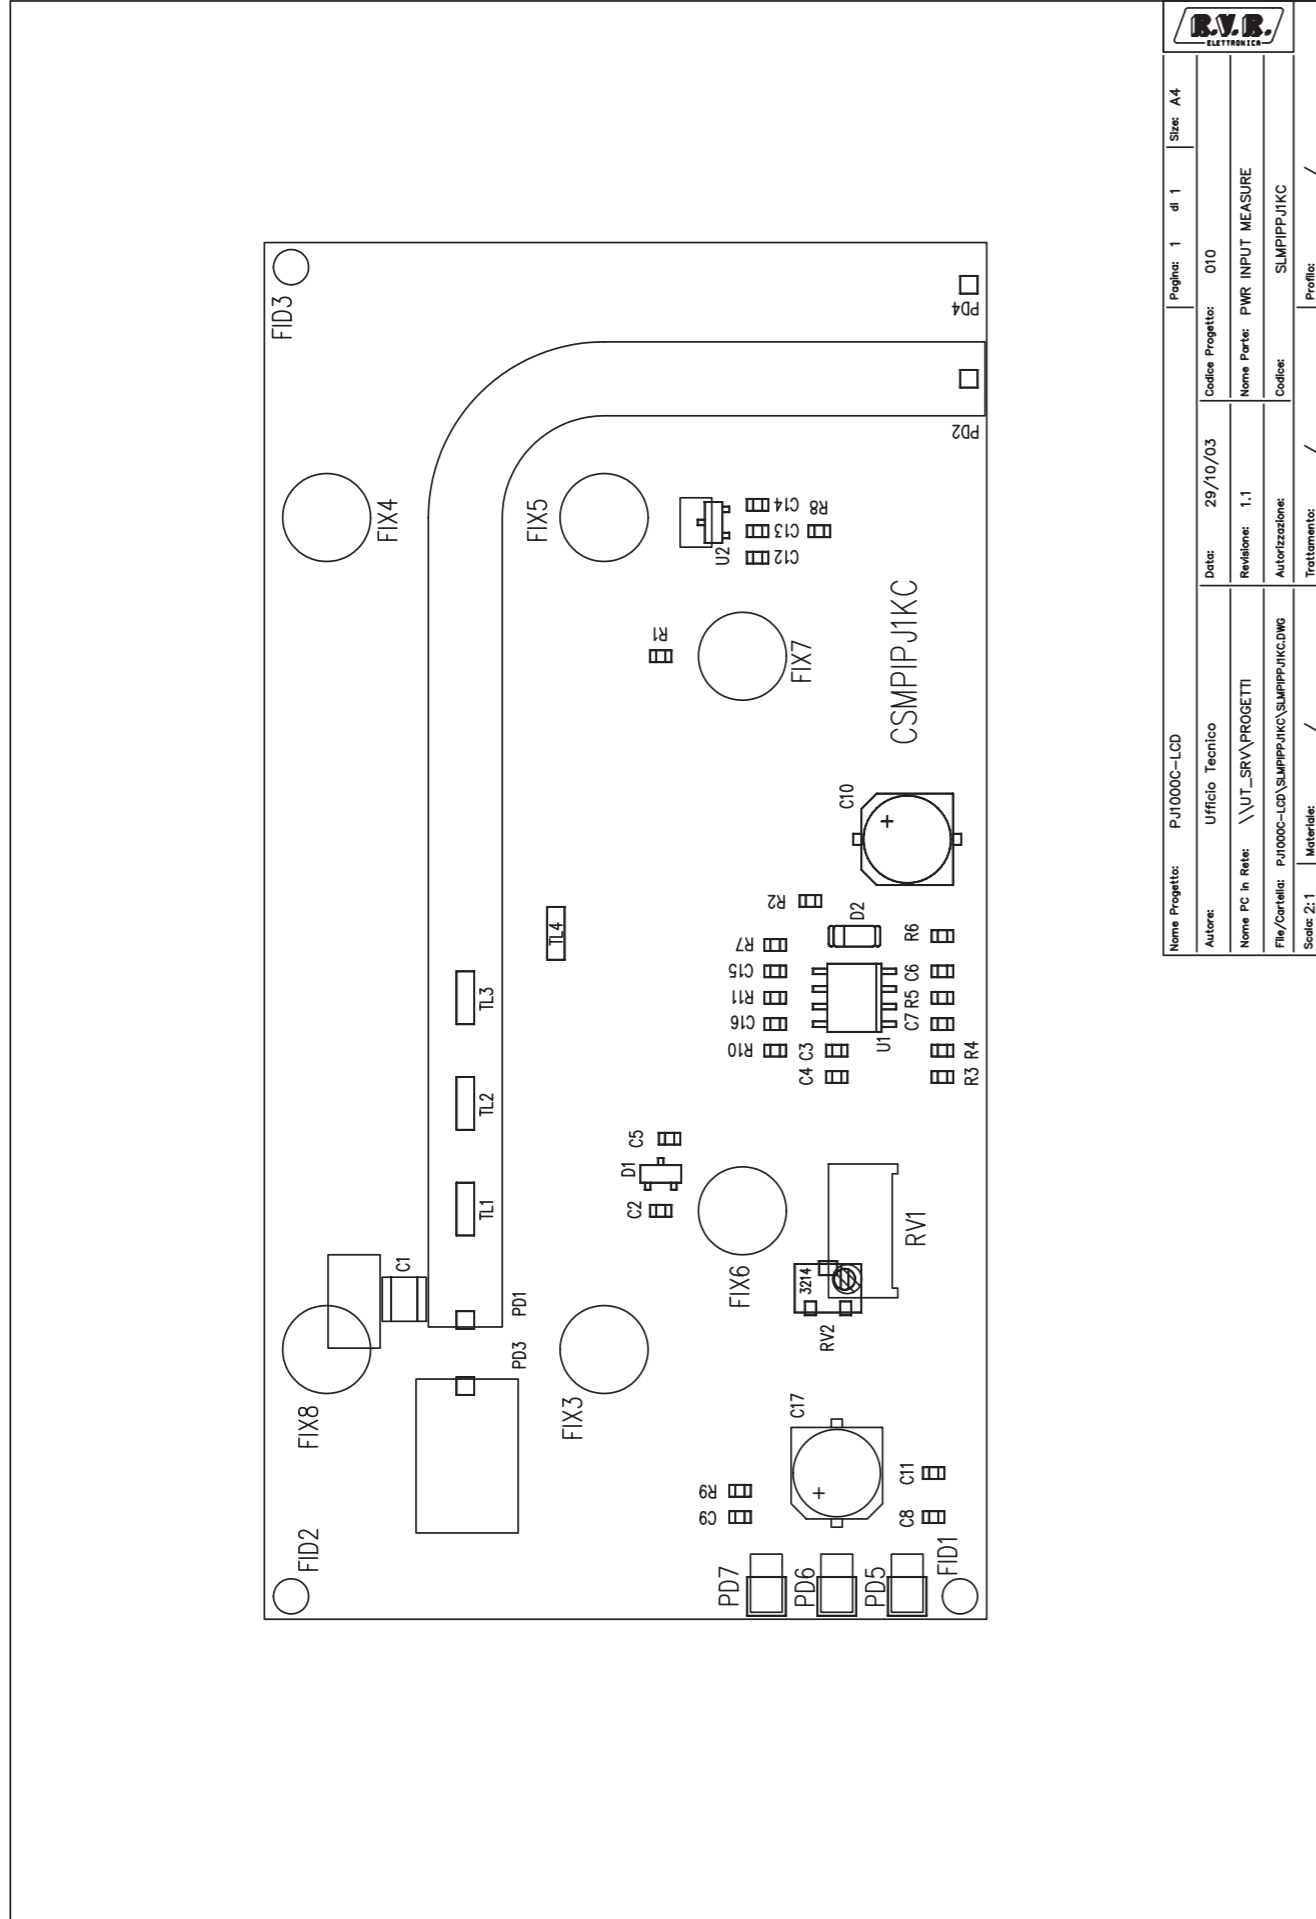 R.V.R.
ELETTRONICA
Nome Progetto: PJ1000C-LCD
Pagina: 1 di 1
Size: A4
Autore: Ufficio Tecnico
Data: 29/10/03
Codice Progetto: 010
Nome PC in Rete: \\UT_SRV\PROGETTI
Revisione: 1.1
Nome Parte: PWR INPUT MEASURE
File/Cartella: PJ1000C-LCD\SLMPIPPJ1KC\SLMPIPPJ1KC.DWG
Autorizzazione:
Codice: SLMPIPPJ1KC
Scala: 2:1
Materiale: /
Trattamento: /
Profilo: /
FID3
PD4
PD2
FIX4
FIX5
U2
C14
C13
C12
R8
R1
FIX7
CSMPIPJ1KC
C10
+
R2
D2
TL4
R7
C15
R11
C16
R10
R6
C6
R5
C7
U1
C3
C4
R4
R3
TL3
TL2
TL1
C5
D1
C2
C1
PD1
PD3
FIX6
RV1
3214
RV2
FIX8
FIX3
C17
+
R9
C9
C11
C8
FID2
PD7
PD6
PD5
FID1